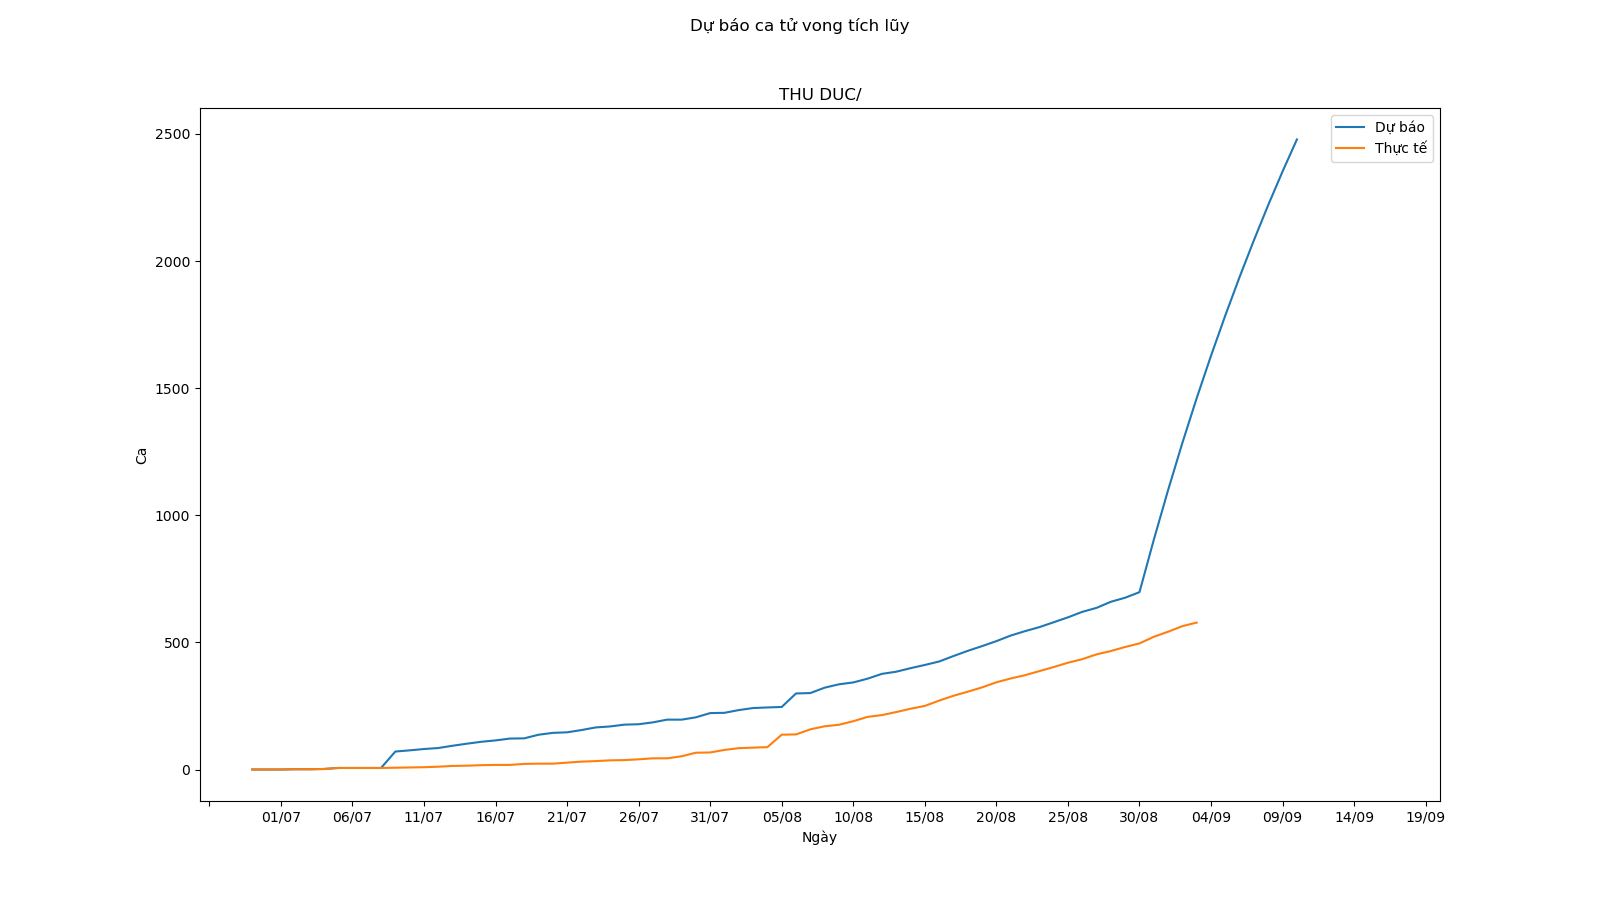 Dự báo ca tử vong tích lũy
THU DUC/
Dự báo
Thực tế
2500
2000
1500
1000
500
0
Ca
01/07 06/07 11/07 16/07 21/07 26/07 31/07 05/08 10/08 15/08 20/08 25/08 30/08 04/09 09/09 14/09 19/09
Ngày